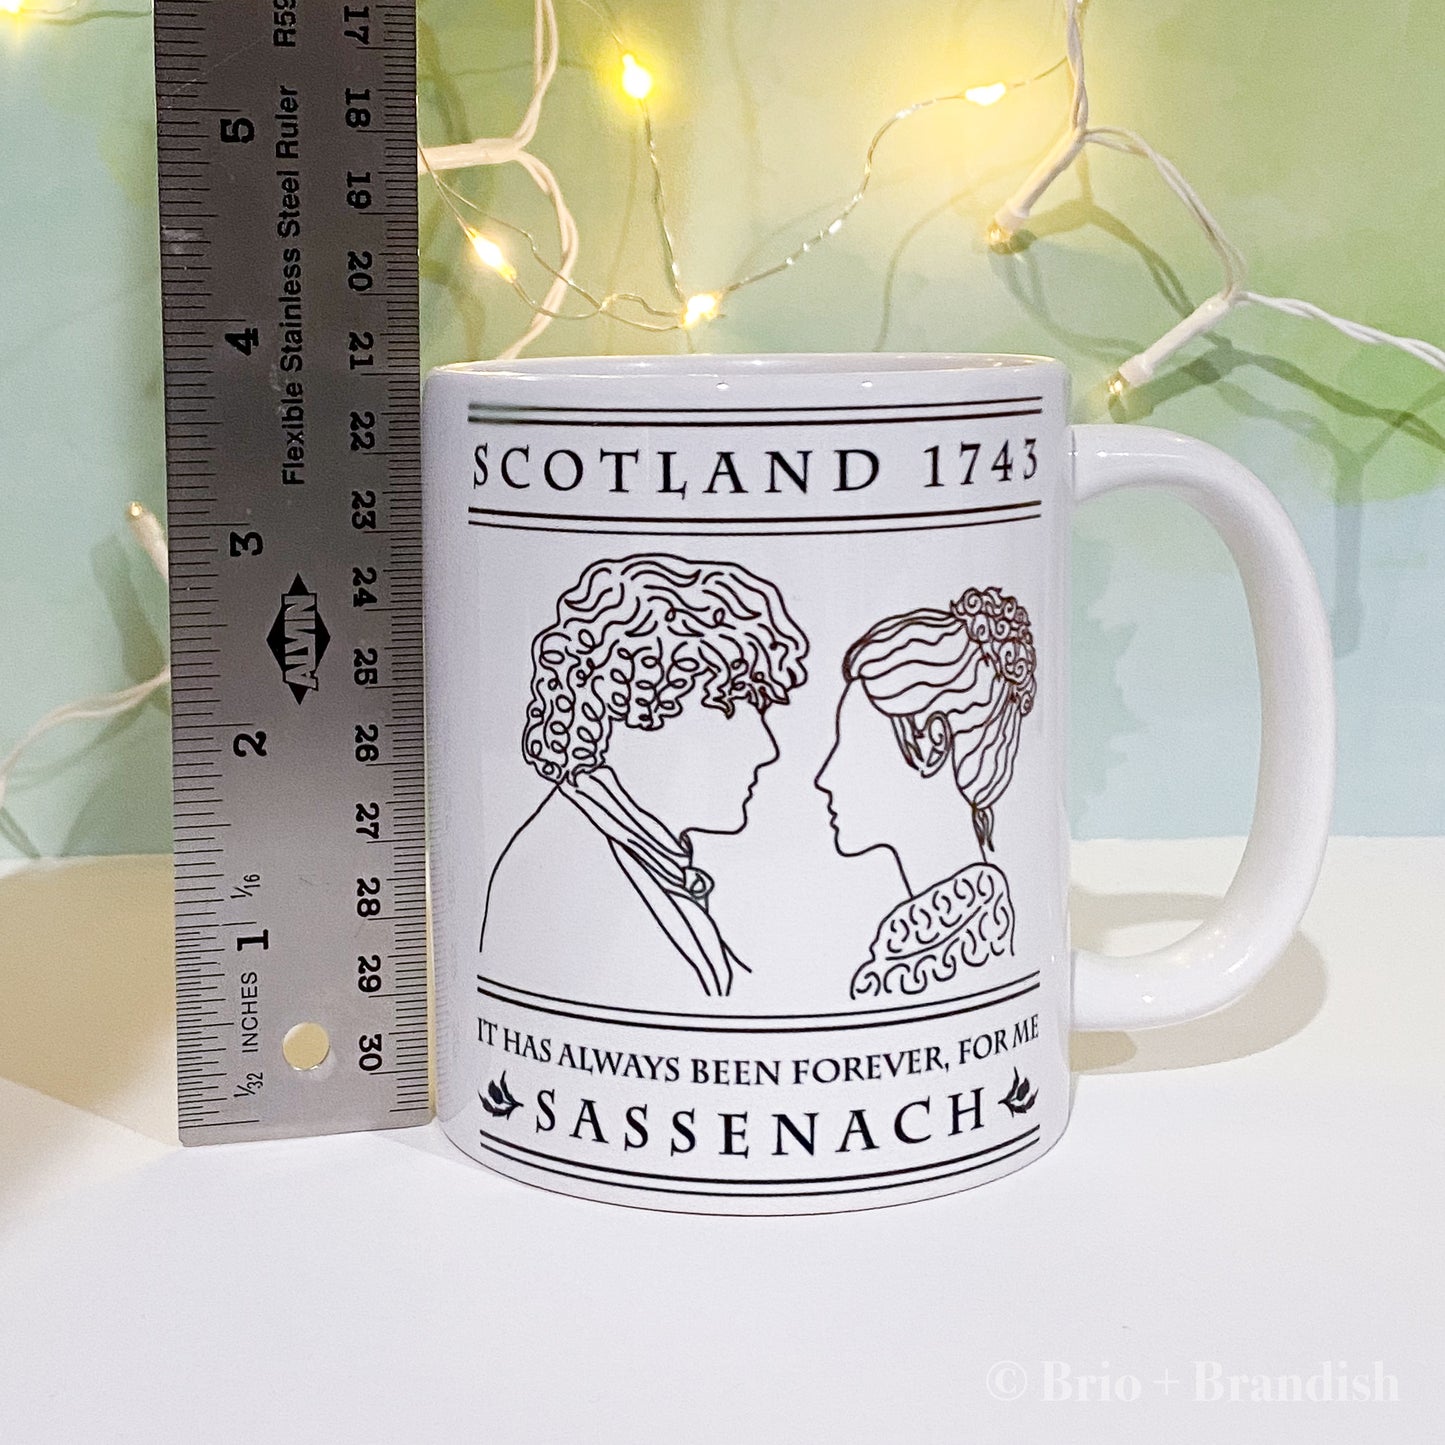 SCOTLAND 1743
IT HAS ALWAYS BEEN FOREVER, FOR ME
SASSENACH
Flexible Stainless Steel Ruler R59
ALVIN
5
4
3
2
1
1/16
1/32 INCHES
17
18
19
20
21
22
23
24
25
26
27
28
29
30
© Brio + Brandish